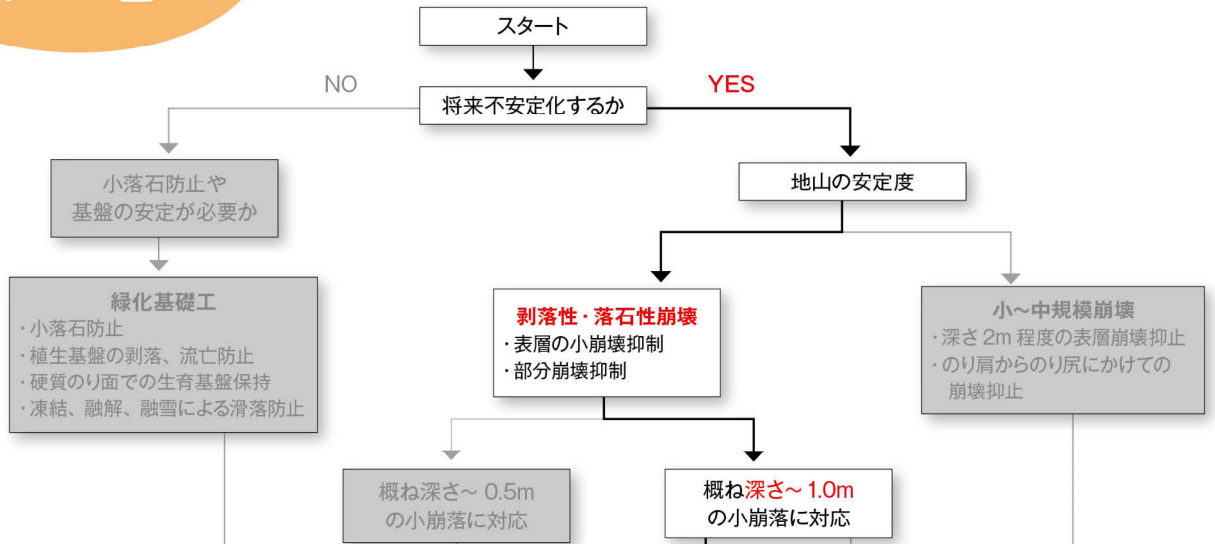 スタート
NO
YES
将来不安定化するか
小落石防止や
基盤の安定が必要か
地山の安定度
緑化基礎工
・小落石防止
・植生基盤の剥落、流亡防止
・硬質のり面での生育基盤保持
・凍結、融解、融雪による滑落防止
剥落性・落石性崩壊
・表層の小崩壊抑制
・部分崩壊抑制
小～中規模崩壊
・深さ2m程度の表層崩壊抑止
・のり肩からのり尻にかけての
崩壊抑止
概ね深さ～0.5m
の小崩落に対応
概ね深さ～1.0m
の小崩落に対応